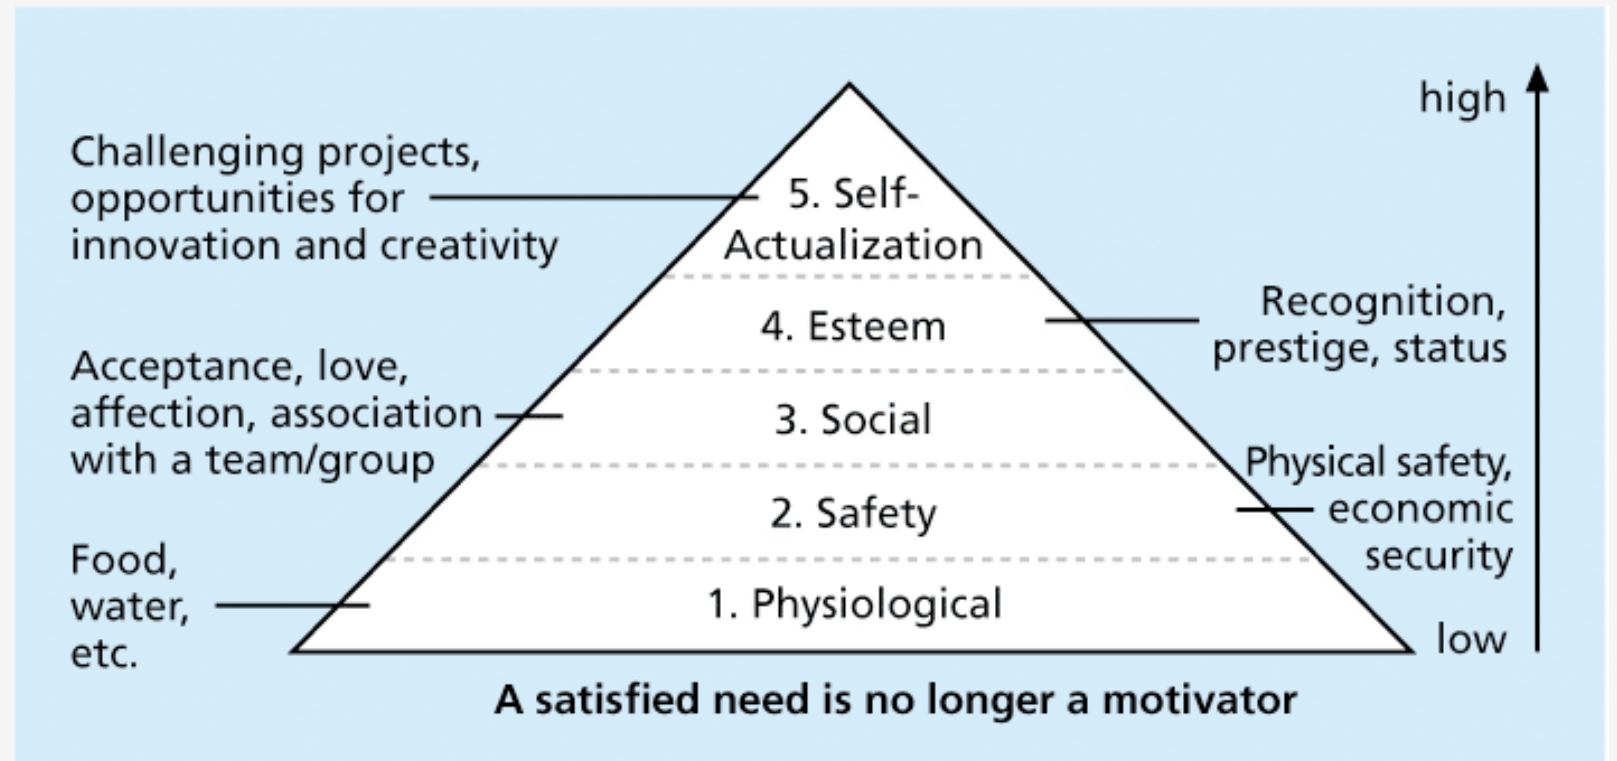 high
Challenging projects,
opportunities for
innovation and creativity
5. Self-
Actualization
Recognition,
prestige, status
4. Esteem
Acceptance, love,
affection, association
with a team/group
3. Social
Physical safety,
economic
security
2. Safety
Food,
water,
etc.
1. Physiological
low
A satisfied need is no longer a motivator